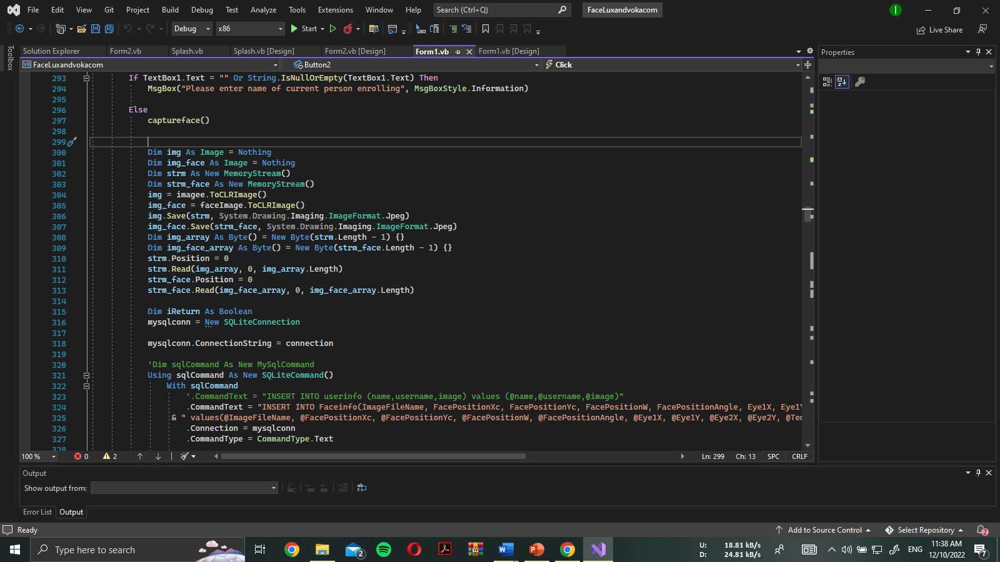 File Edit View Git Project Build Debug Test Analyze Tools Extensions Window Help Search (Ctrl+Q) FaceLuxandvokacom
Debug x86 Start Live Share
Toolbox
Solution Explorer Form2.vb Splash.vb Splash.vb [Design] Form2.vb [Design] Form1.vb Form1.vb [Design] Properties
VB FaceLuxandvokacom Button2 Click
293 If TextBox1.Text = "" Or String.IsNullOrEmpty(TextBox1.Text) Then
294 MsgBox("Please enter name of current person enrolling", MsgBoxStyle.Information)
295
296 Else
297 captureface()
298
299
300 Dim img As Image = Nothing
301 Dim img_face As Image = Nothing
302 Dim strm As New MemoryStream()
303 Dim strm_face As New MemoryStream()
304 img = imagee.ToCLRImage()
305 img_face = faceImage.ToCLRImage()
306 img.Save(strm, System.Drawing.Imaging.ImageFormat.Jpeg)
307 img_face.Save(strm_face, System.Drawing.Imaging.ImageFormat.Jpeg)
308 Dim img_array As Byte() = New Byte(strm.Length - 1) {}
309 Dim img_face_array As Byte() = New Byte(strm_face.Length - 1) {}
310 strm.Position = 0
311 strm.Read(img_array, 0, img_array.Length)
312 strm_face.Position = 0
313 strm_face.Read(img_face_array, 0, img_face_array.Length)
314
315 Dim iReturn As Boolean
316 mysqlconn = New SQLiteConnection
317
318 mysqlconn.ConnectionString = connection
319
320 'Dim sqlCommand As New MySqlCommand
321 Using sqlCommand As New SQLiteCommand()
322 With sqlCommand
323 '.CommandText = "INSERT INTO userinfo (name,username,image) values (@name,@username,@image)"
324 .CommandText = "INSERT INTO Faceinfo(ImageFileName, FacePositionXc, FacePositionYc, FacePositionW, FacePositionAngle, Eye1X, Eye1Y
325 & " values(@ImageFileName, @FacePositionXc, @FacePositionYc, @FacePositionW, @FacePositionAngle, @Eye1X, @Eye1Y, @Eye2X, @Eye2Y, @Te
326 .Connection = mysqlconn
327 .CommandType = CommandType.Text
328
100 % 0 2 Ln: 299 Ch: 13 SPC CRLF
Output
Show output from:
Error List Output
Ready Add to Source Control Select Repository 2
Type here to search 2 U: 18.81 kB/s ENG 11:38 AM
D: 24.81 kB/s 12/10/2022 7